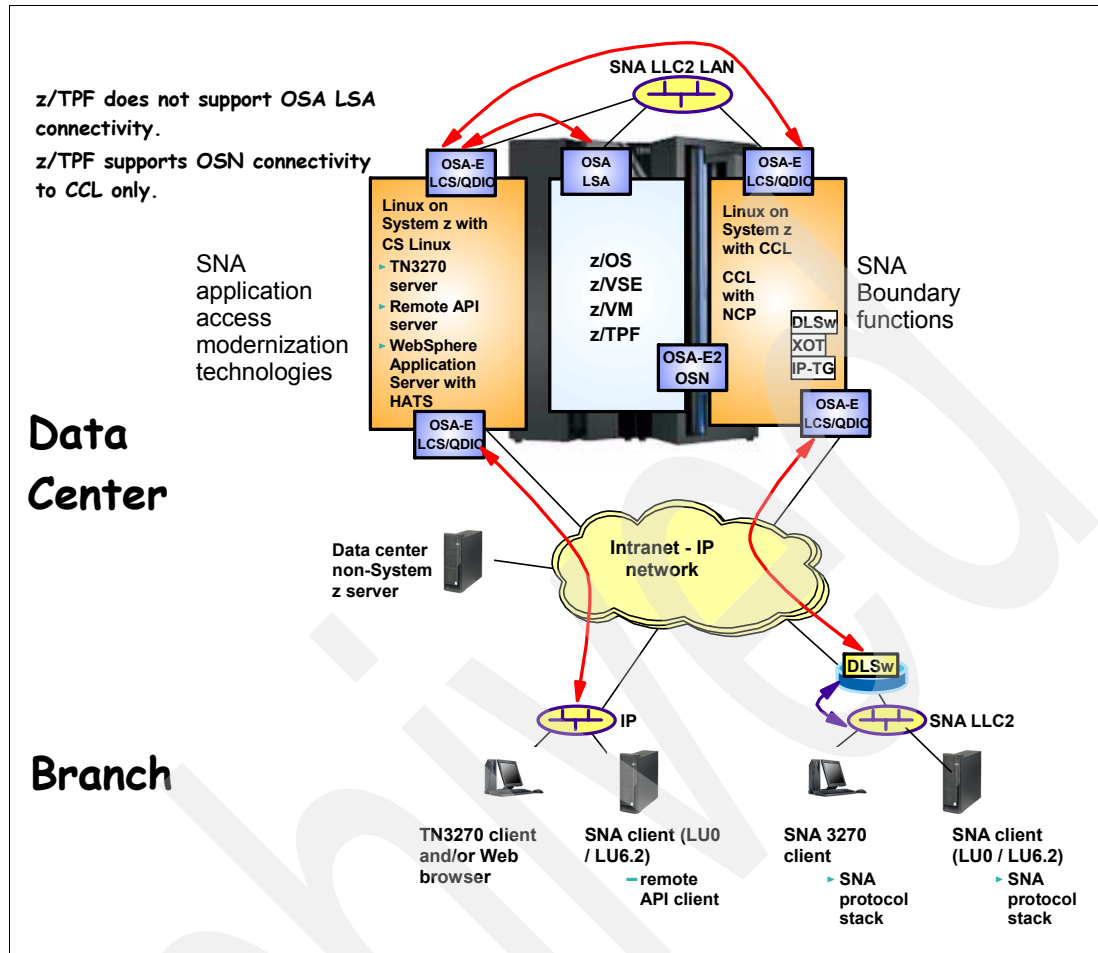 SNA LLC2 LAN
z/TPF does not support OSA LSA
connectivity.
z/TPF supports OSN connectivity
to CCL only.
OSA-E
LCS/QDIO
OSA
LSA
OSA-E
LCS/QDIO
Linux on
System z with
CS Linux
TN3270
server
Remote API
server
WebSphere
Application
Server with
HATS
z/OS
z/VSE
z/VM
z/TPF
Linux on
System z
with CCL
CCL
with
NCP
DLSw
XOT
IP-TG
SNA
application
access
modernization
technologies
SNA
Boundary
functions
OSA-E2
OSN
OSA-E
LCS/QDIO
OSA-E
LCS/QDIO
Data
Center
Intranet - IP
network
Data center
non-System
z server
DLSw
IP
SNA LLC2
Branch
TN3270 client
and/or Web
browser
SNA client (LU0
/ LU6.2)
remote
API client
SNA 3270
client
SNA
protocol
stack
SNA client
(LU0 / LU6.2)
SNA
protocol
stack